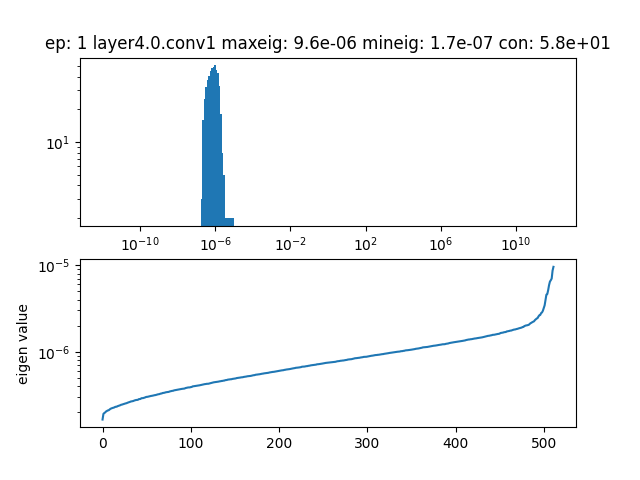 ep: 1 layer4.0.conv1 maxeig: 9.6e-06 mineig: 1.7e-07 con: 5.8e+01
10¹
10⁻¹⁰ 10⁻⁶ 10⁻² 10² 10⁶ 10¹⁰
10⁻⁵
10⁻⁶
eigen value
0 100 200 300 400 500